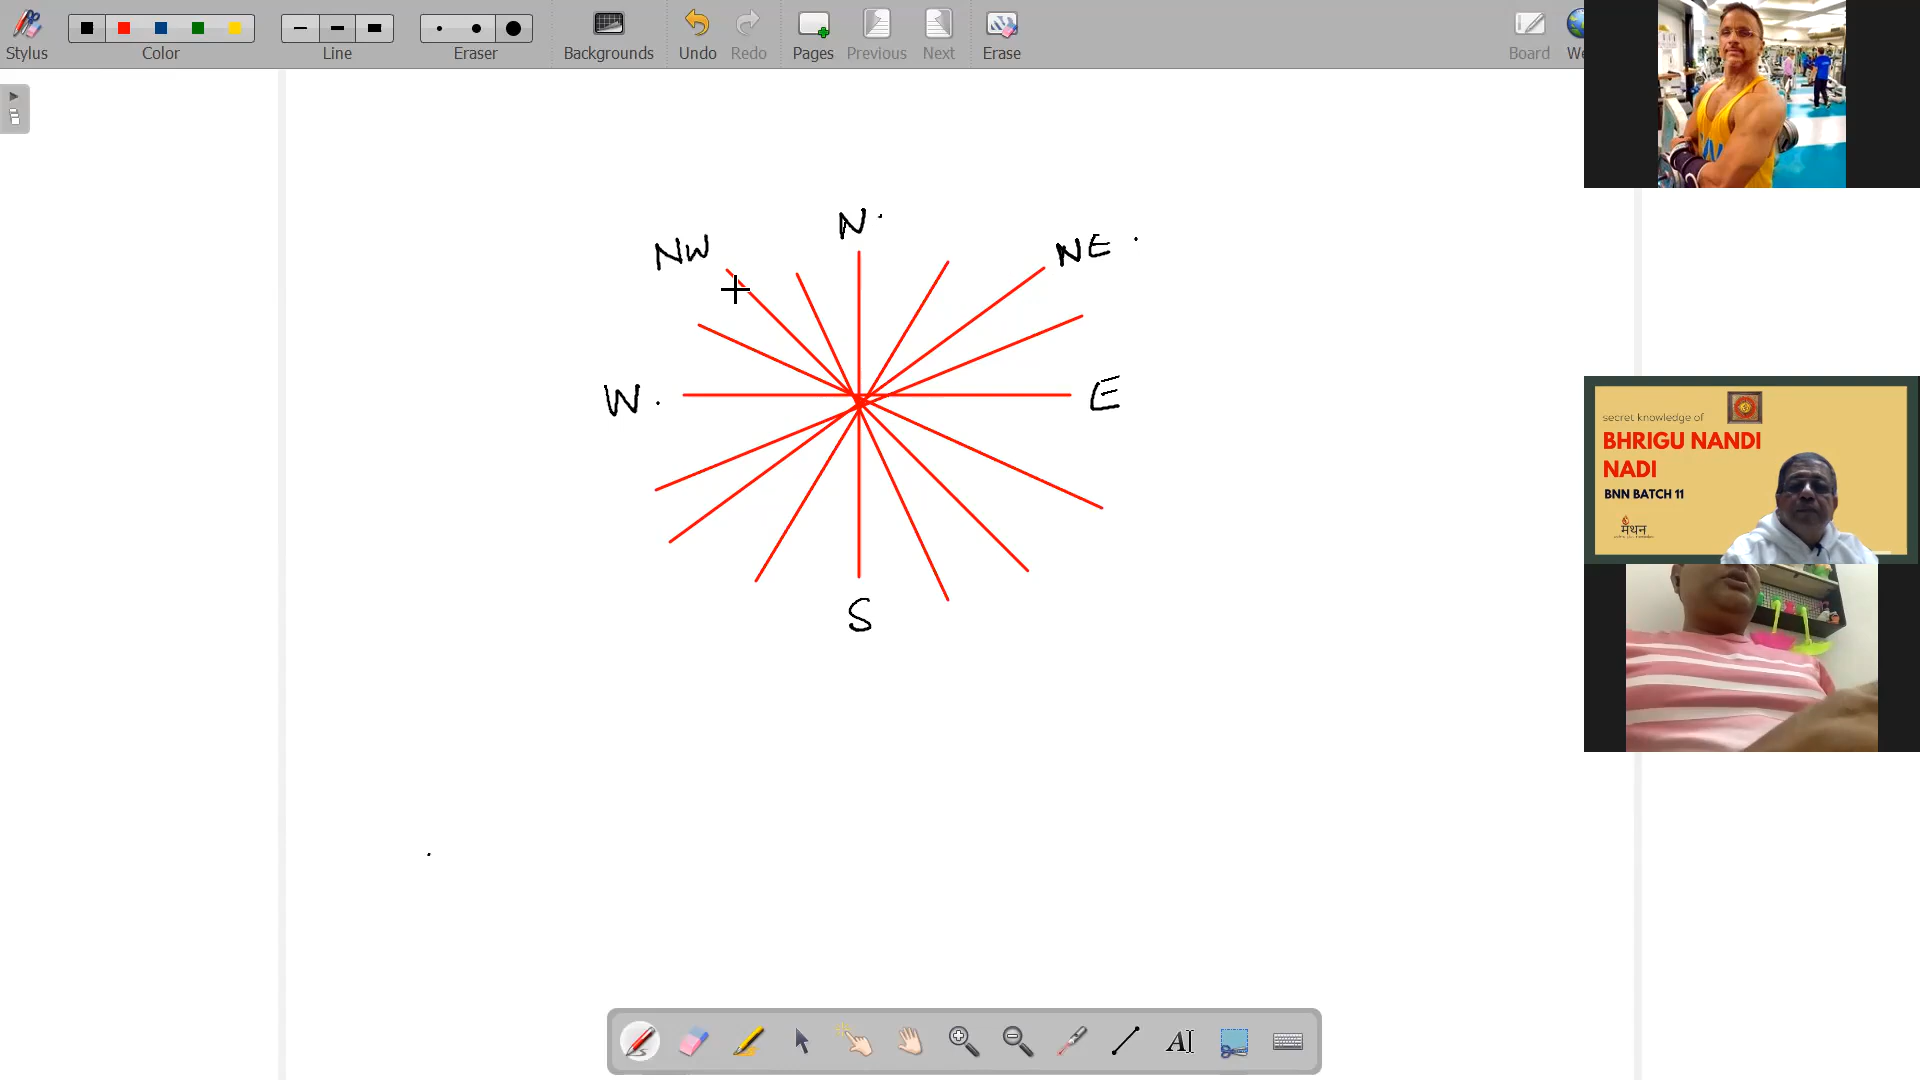 Stylus
Color
Line
Eraser
Backgrounds
Undo
Redo
Pages
Previous
Next
Erase
Board
N
NW
NE
W
E
S
secret knowledge of
BHRIGU NANDI
NADI
BNN BATCH 11
मंथन